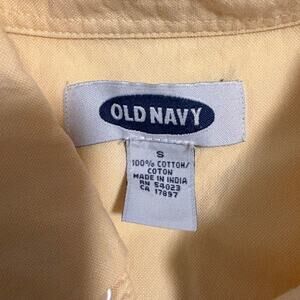 OLD NAVY
S
100% COTTON/
COTON
MADE IN INDIA
RN 54023
CA 17897